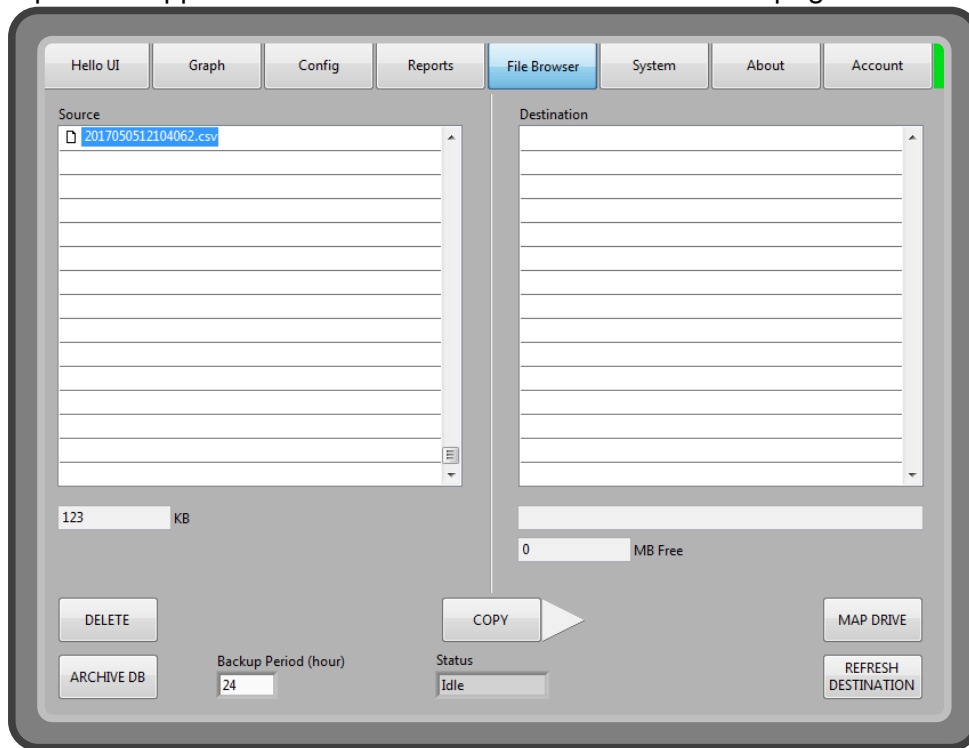 Hello UI Graph Config Reports File Browser System About Account
Source Destination
2017050512104062.csv
123 KB
0 MB Free
DELETE COPY MAP DRIVE
ARCHIVE DB Backup Period (hour) Status REFRESH
24 Idle DESTINATION